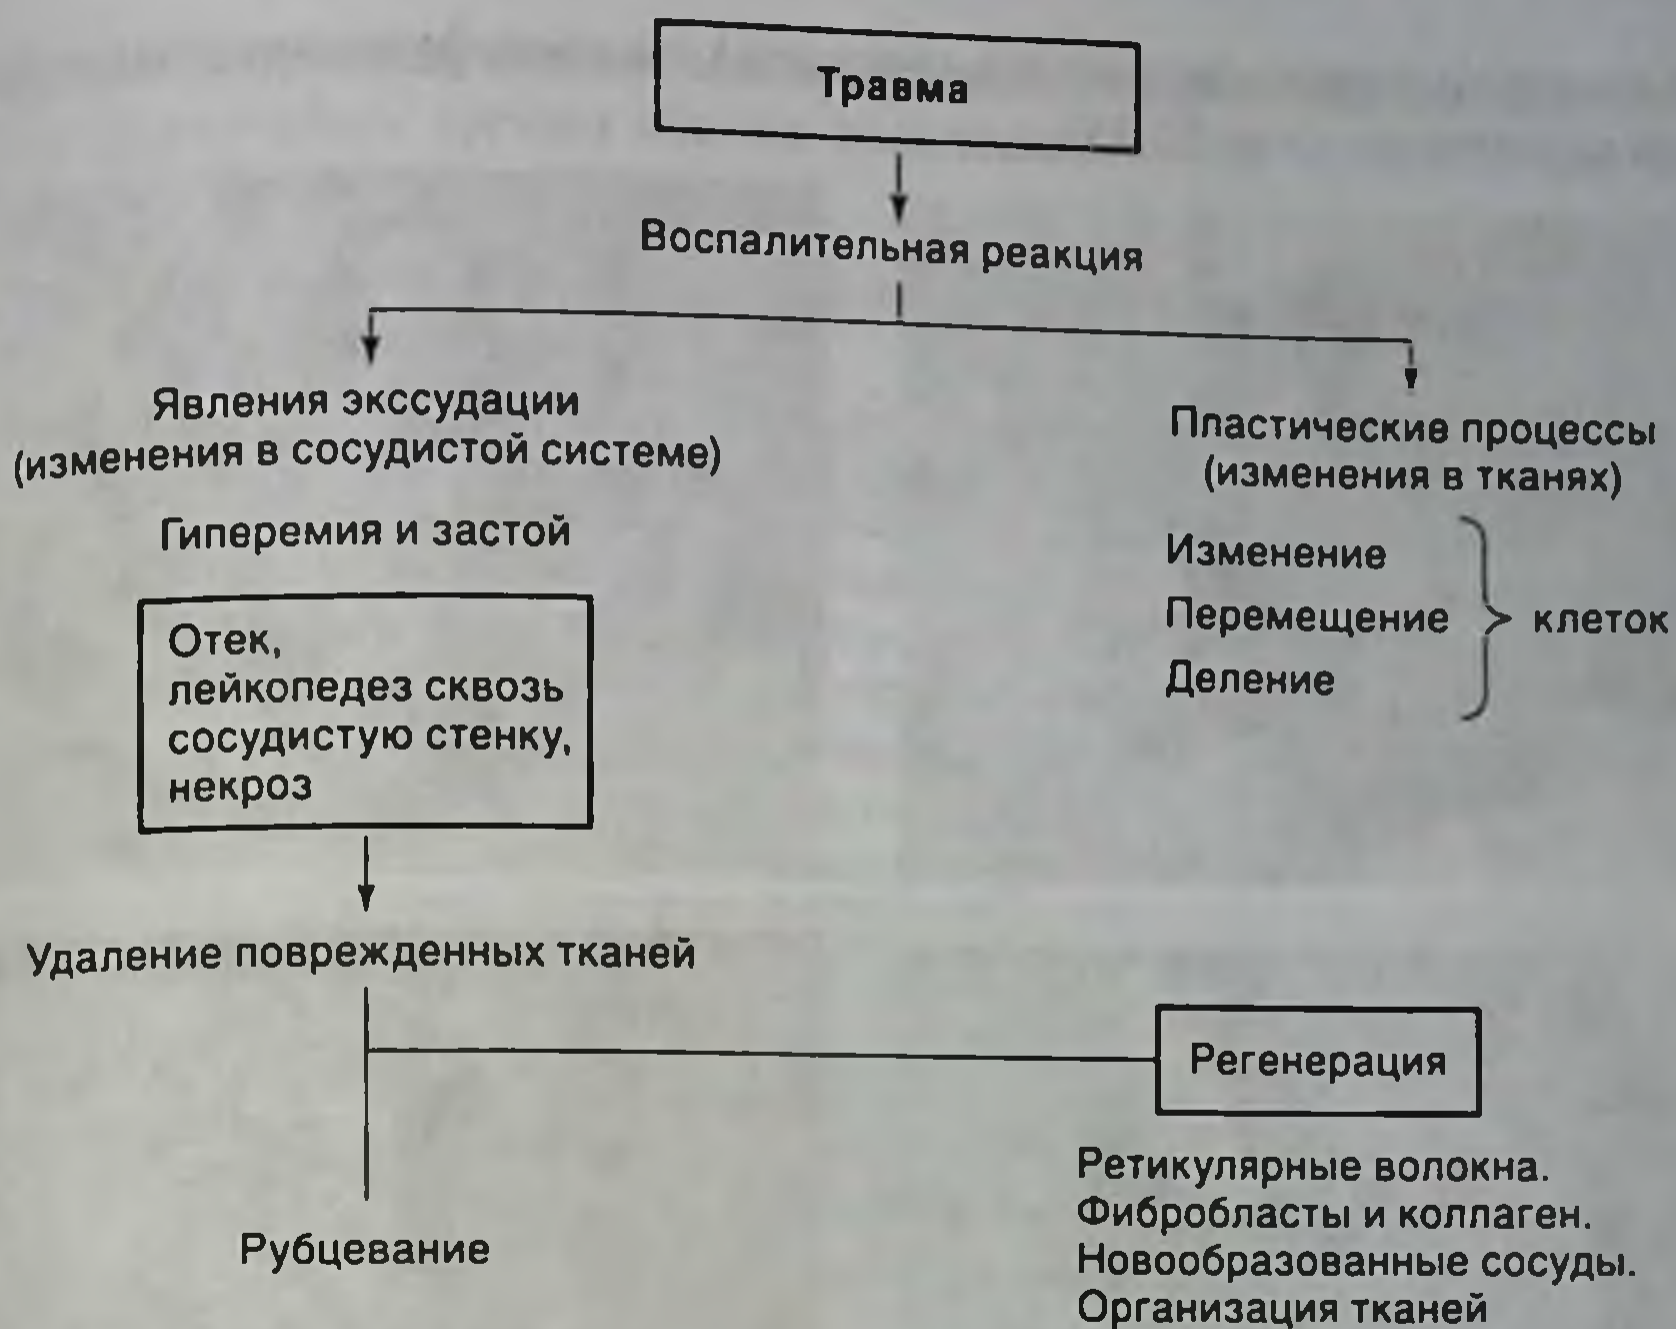 Травма
Воспалительная реакция
Явления экссудации
(изменения в сосудистой системе)
Гиперемия и застой
Отек,
лейкопедез сквозь
сосудистую стенку,
некроз
Удаление поврежденных тканей
Рубцевание
Пластические процессы
(изменения в тканях)
Изменение
Перемещение
Деление
клеток
Регенерация
Ретикулярные волокна.
Фибробласты и коллаген.
Новообразованные сосуды.
Организация тканей